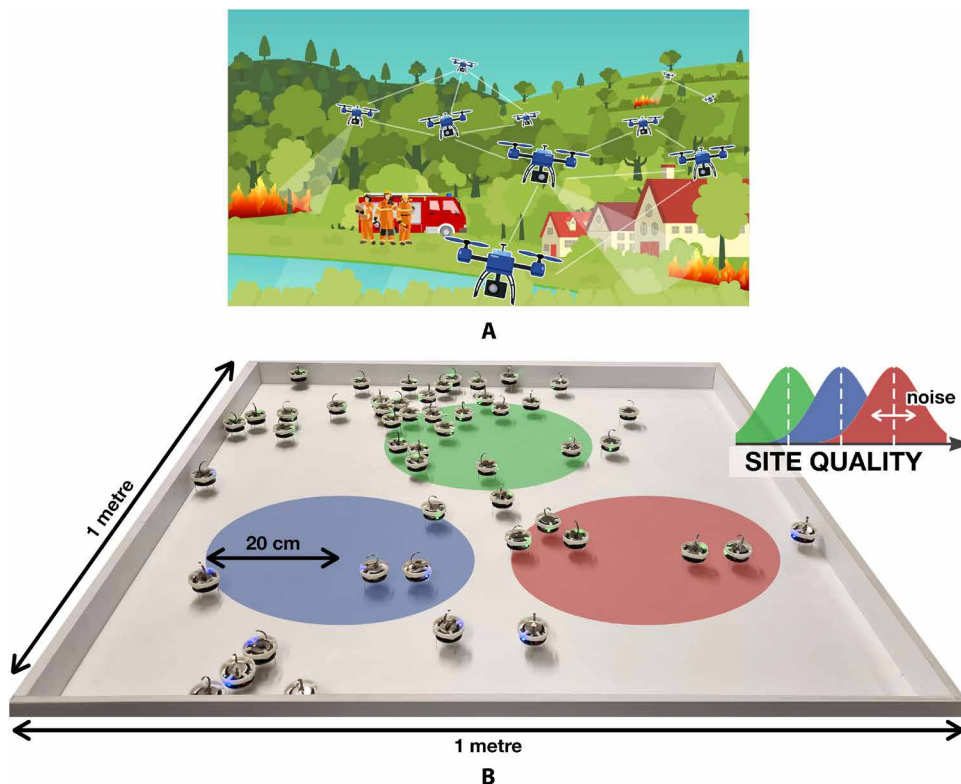 A
noise
SITE QUALITY
1 metre
20 cm
1 metre
B